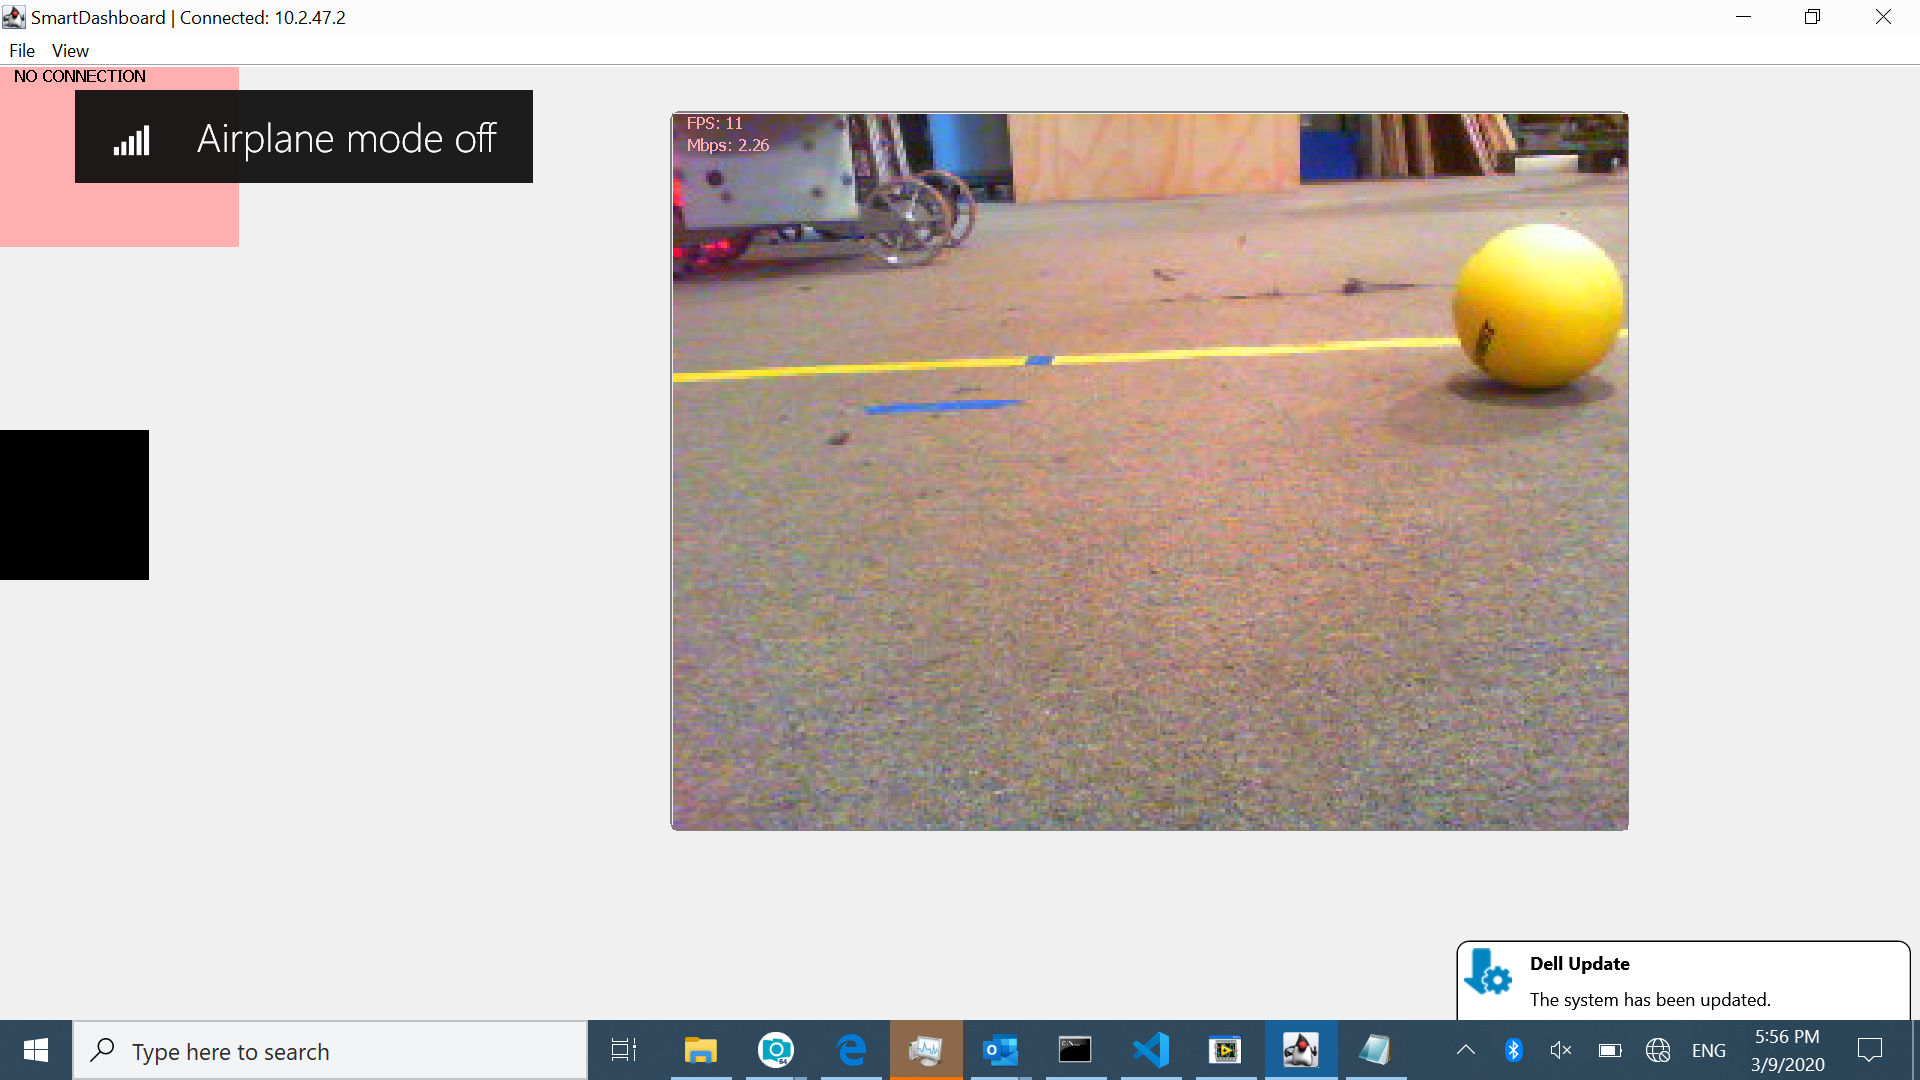 SmartDashboard | Connected: 10.2.47.2
File View
NO CONNECTION
Airplane mode off
FPS: 11
Mbps: 2.26
Dell Update
The system has been updated.
Type here to search
64
ENG
5:56 PM
3/9/2020